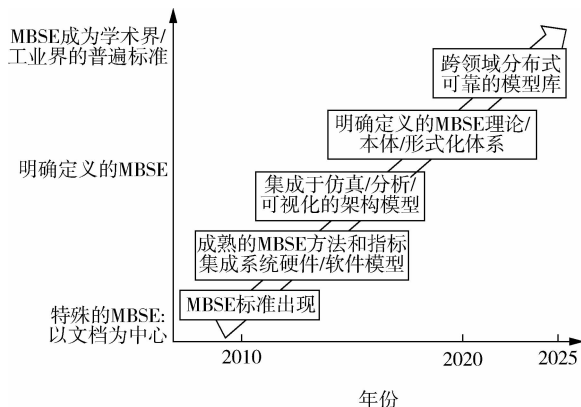 MBSE成为学术界/
工业界的普遍标准
跨领域分布式
可靠的模型库
明确定义的MBSE理论/
本体/形式化体系
明确定义的MBSE
集成于仿真/分析/
可视化的架构模型
成熟的MBSE方法和指标
集成系统硬件/软件模型
特殊的MBSE:
以文档为中心
MBSE标准出现
2010
2020
2025
年份